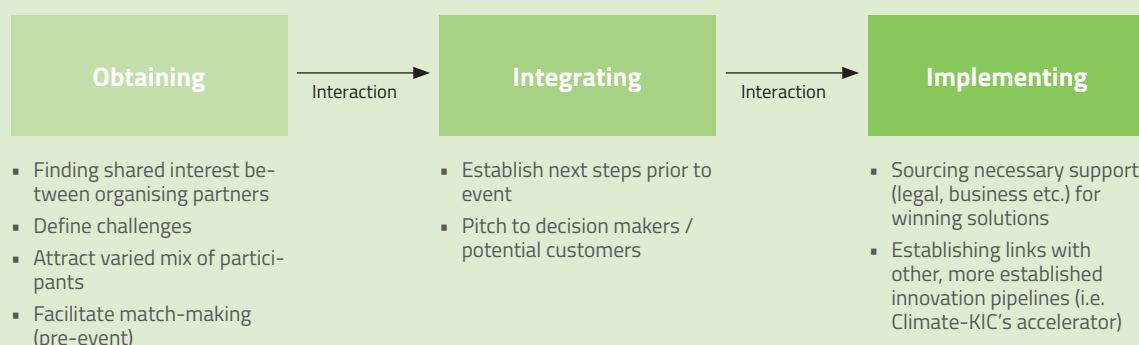 Obtaining
Interaction
Integrating
Interaction
Implementing
▪ Finding shared interest be-
tween organising partners
▪ Define challenges
▪ Attract varied mix of partici-
pants
▪ Facilitate match-making
(pre-event)
▪ Establish next steps prior to
event
▪ Pitch to decision makers /
potential customers
▪ Sourcing necessary support
(legal, business etc.) for
winning solutions
▪ Establishing links with
other, more established
innovation pipelines (i.e.
Climate-KIC’s accelerator)